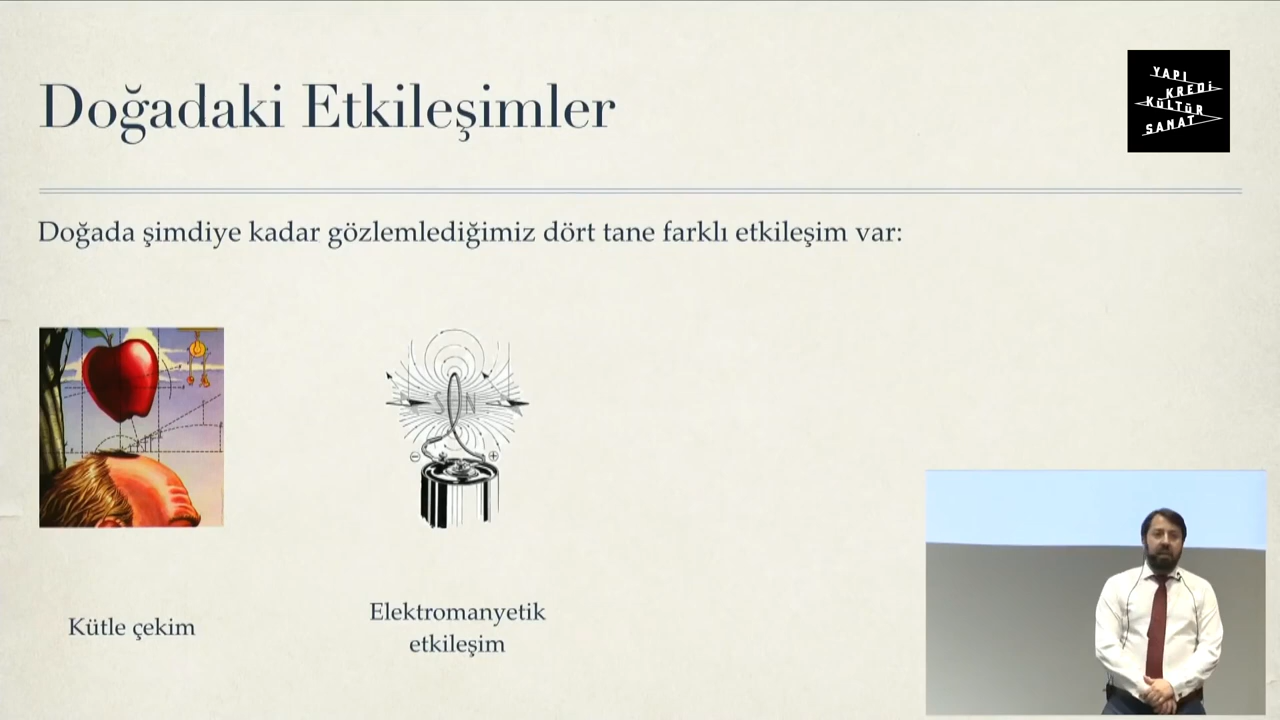 Doğadaki Etkileşimler
YAPI
KREDİ
KÜLTÜR
SANAT
Doğada şimdiye kadar gözlemlediğimiz dört tane farklı etkileşim var:
S N
Kütle çekim
Elektromanyetik
etkileşim